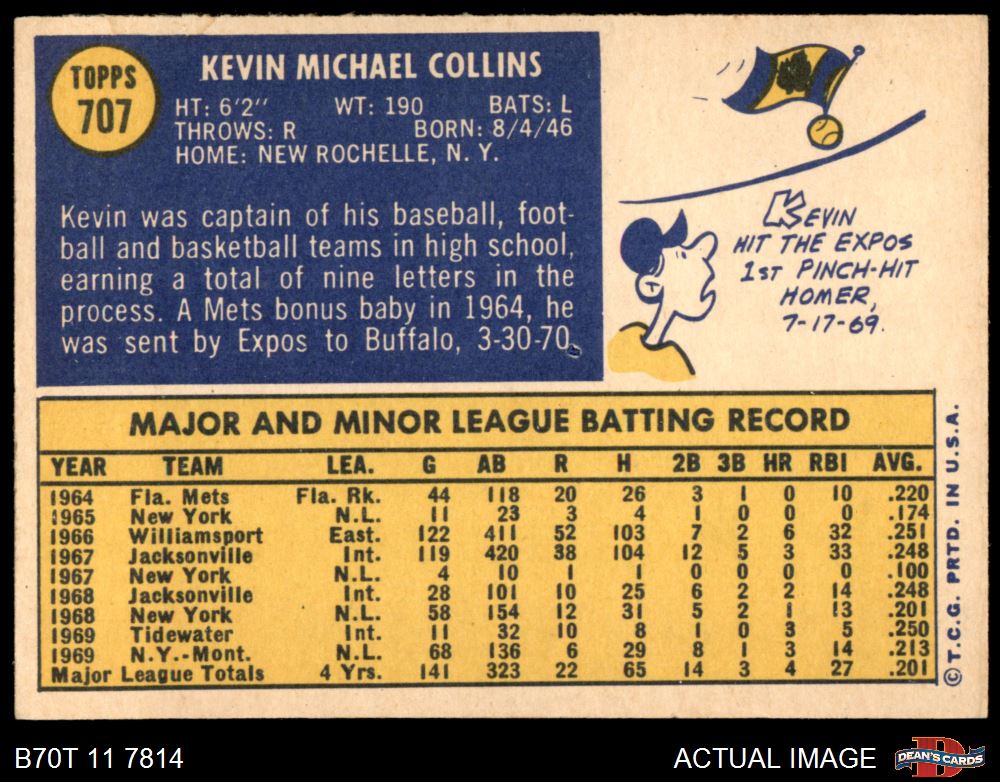 TOPPS
707
KEVIN MICHAEL COLLINS
HT: 6'2" WT: 190 BATS: L
THROWS: R BORN: 8/4/46
HOME: NEW ROCHELLE, N. Y.
Kevin was captain of his baseball, foot-
ball and basketball teams in high school,
earning a total of nine letters in the
process. A Mets bonus baby in 1964, he
was sent by Expos to Buffalo, 3-30-70.
KEVIN
HIT THE EXPOS
1ST PINCH-HIT
HOMER,
7-17-69.
MAJOR AND MINOR LEAGUE BATTING RECORD
YEAR TEAM LEA. G AB R H 2B 3B HR RBI AVG.
1964 Fla. Mets Fla. Rk. 44 118 20 26 3 1 0 10 .220
1965 New York N.L. 11 23 3 4 1 0 0 0 .174
1966 Williamsport East. 122 411 52 103 7 2 6 32 .251
1967 Jacksonville Int. 119 420 38 104 12 5 3 33 .248
1967 New York N.L. 4 10 1 1 0 0 0 0 .100
1968 Jacksonville Int. 28 101 10 25 6 2 2 14 .248
1968 New York N.L. 58 154 12 31 5 2 1 13 .201
1969 Tidewater Int. 11 32 10 8 1 0 3 5 .250
1969 N.Y.-Mont. N.L. 68 136 6 29 8 1 3 14 .213
Major League Totals 4 Yrs. 141 323 22 65 14 3 4 27 .201
© T.C.G. PRTD. IN U.S.A.
B70T 11 7814
ACTUAL IMAGE
D
DEAN'S CARDS